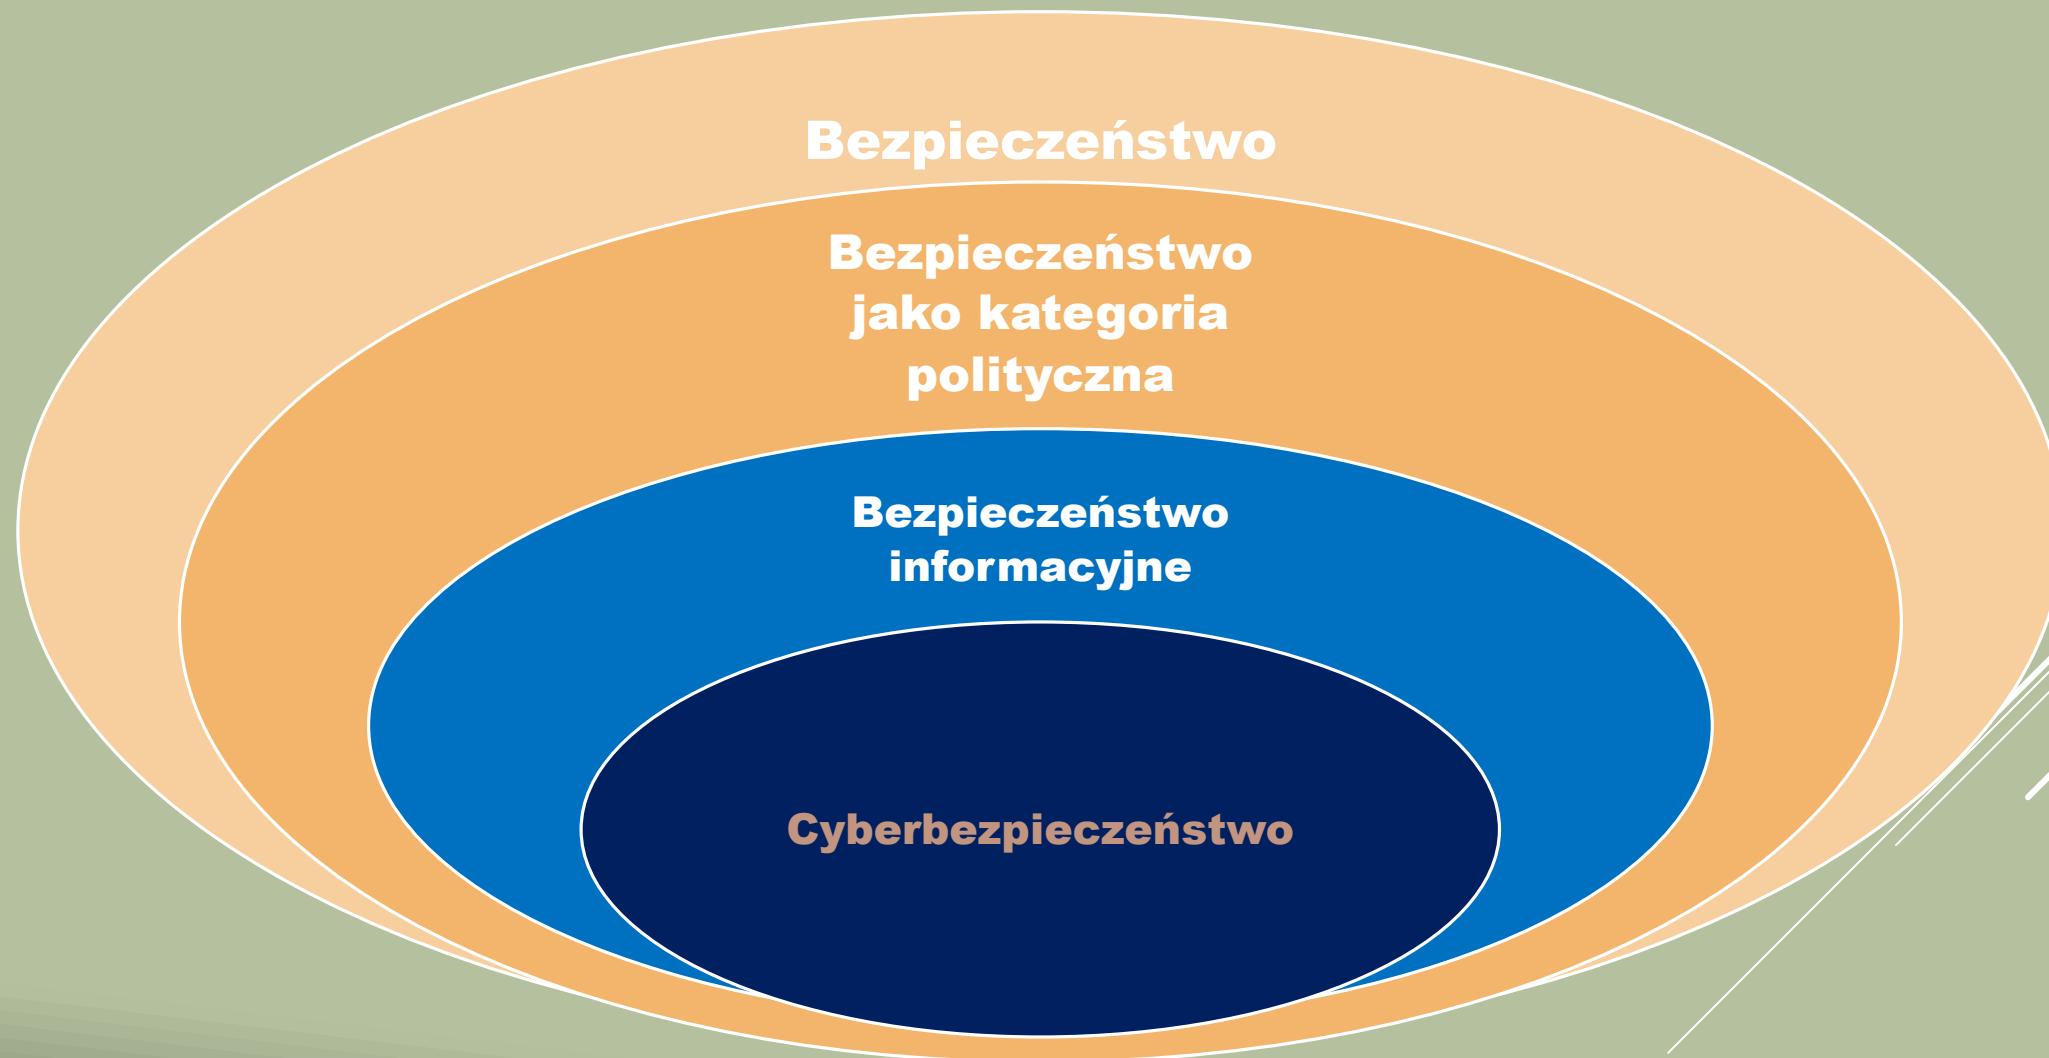 Bezpieczeństwo
Bezpieczeństwo
jako kategoria
polityczna
Bezpieczeństwo
informacyjne
Cyberbezpieczeństwo